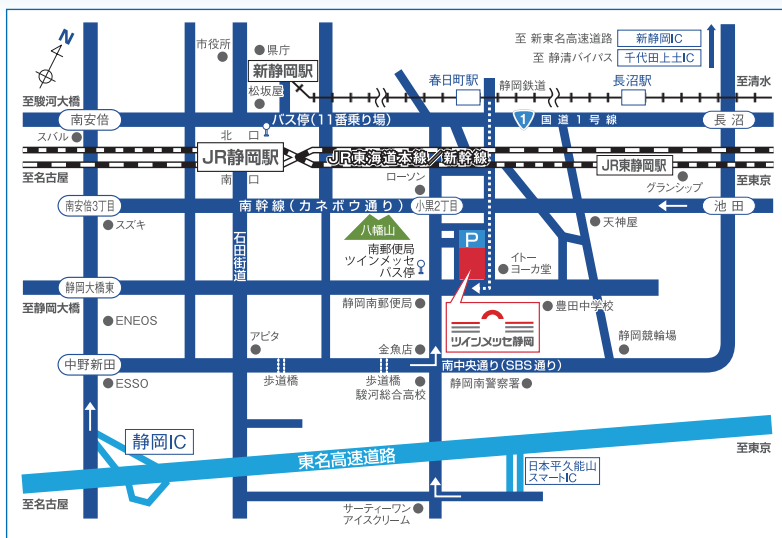 N
市役所
県庁
至 新東名高速道路
新静岡IC
至 静清バイパス
千代田上土IC
新静岡駅
春日町駅
静岡鉄道
長沼駅
至清水
至駿河大橋
松坂屋
南安倍
バス停(11番乗り場)
1
国道1号線
長沼
スバル
北口
JR静岡駅
JR東海道本線/新幹線
JR東静岡駅
至名古屋
南口
ローソン
グランシップ
至東京
南安倍3丁目
南幹線(カネボウ通り)
小黒2丁目
池田
スズキ
石田街道
八幡山
P
天神屋
南郵便局
ツインメッセ
バス停
イトー
ヨーカ堂
静岡大橋東
至静岡大橋
静岡南郵便局
豊田中学校
ENEOS
ツインメッセ静岡
アピタ
金魚店
静岡競輪場
中野新田
南中央通り(SBS通り)
ESSO
歩道橋
歩道橋
駿河総合高校
静岡南警察署
静岡IC
東名高速道路
至東京
日本平久能山
スマートIC
至名古屋
サーティーワン
アイスクリーム